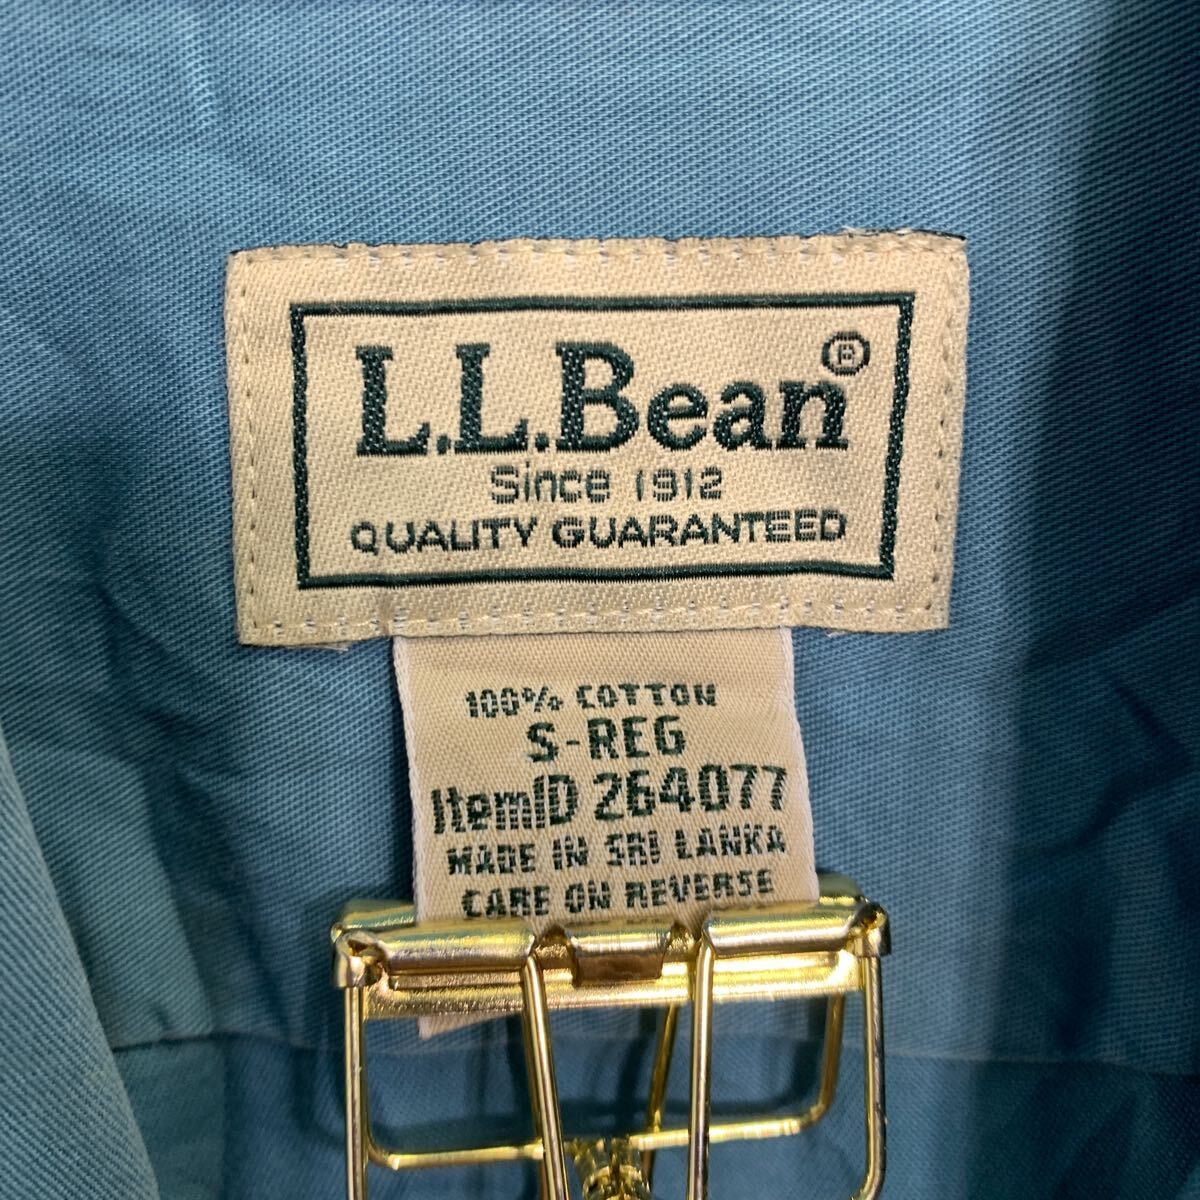 L.L.Bean®
Since 1912
QUALITY GUARANTEED
100% COTTON
S-REG
ItemID 264077
MADE IN SRI LANKA
CARE ON REVERSE